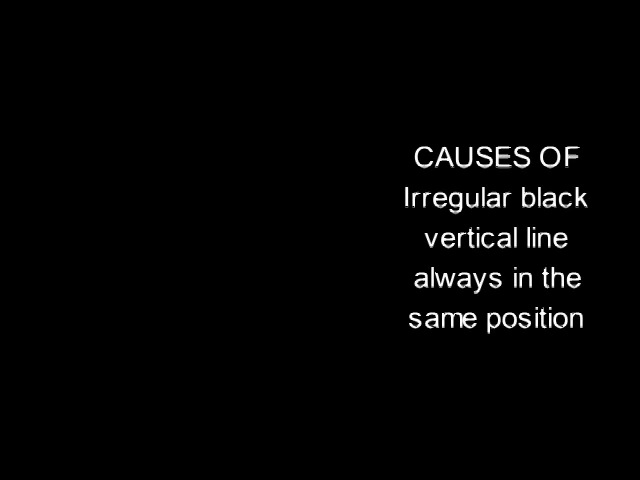 CAUSES OF
Irregular black
vertical line
always in the
same position